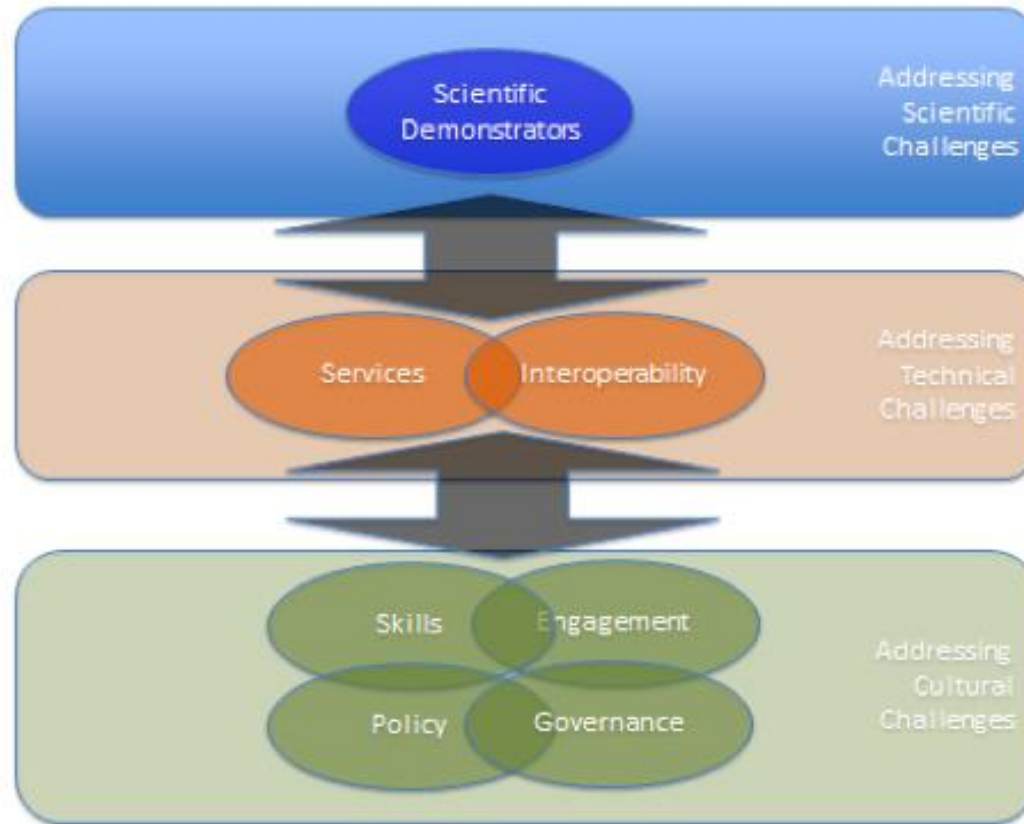 Scientific
Demonstrators
Addressing
Scientific
Challenges
Services
Interoperability
Addressing
Technical
Challenges
Skills
Engagement
Policy
Governance
Addressing
Cultural
Challenges